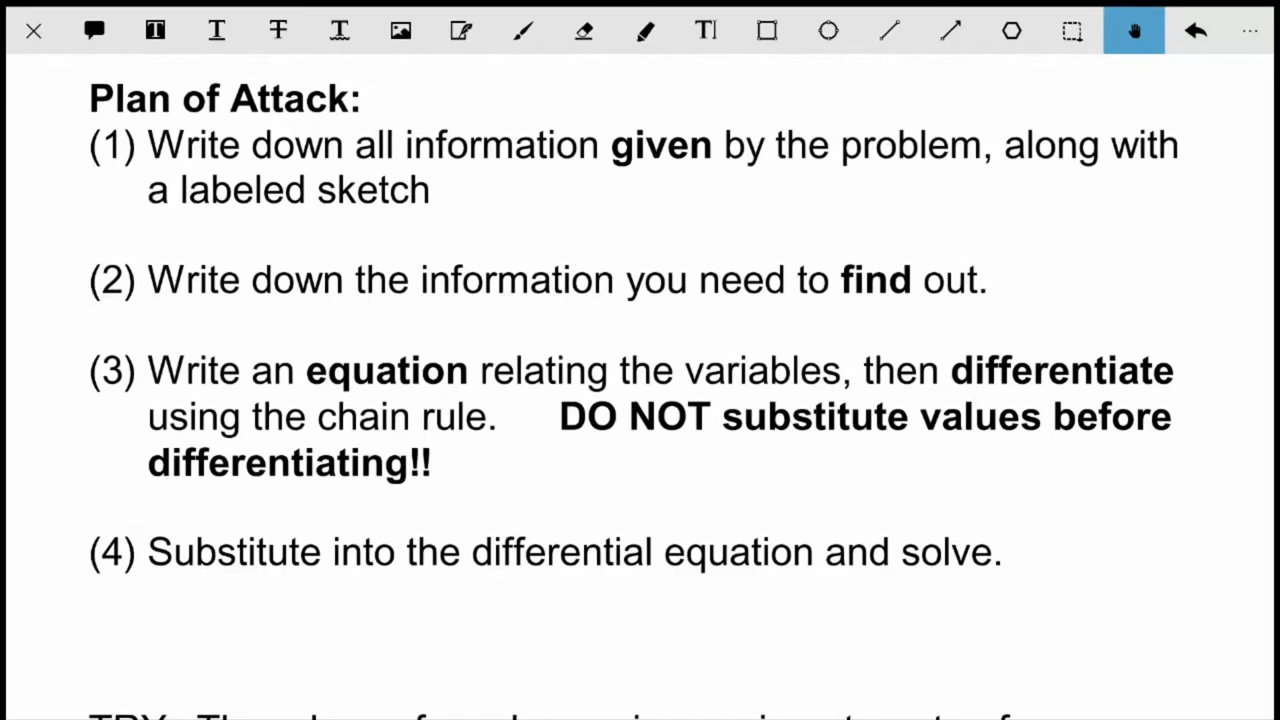 Plan of Attack:
(1) Write down all information given by the problem, along with
a labeled sketch
(2) Write down the information you need to find out.
(3) Write an equation relating the variables, then differentiate
using the chain rule. DO NOT substitute values before
differentiating!!
(4) Substitute into the differential equation and solve.